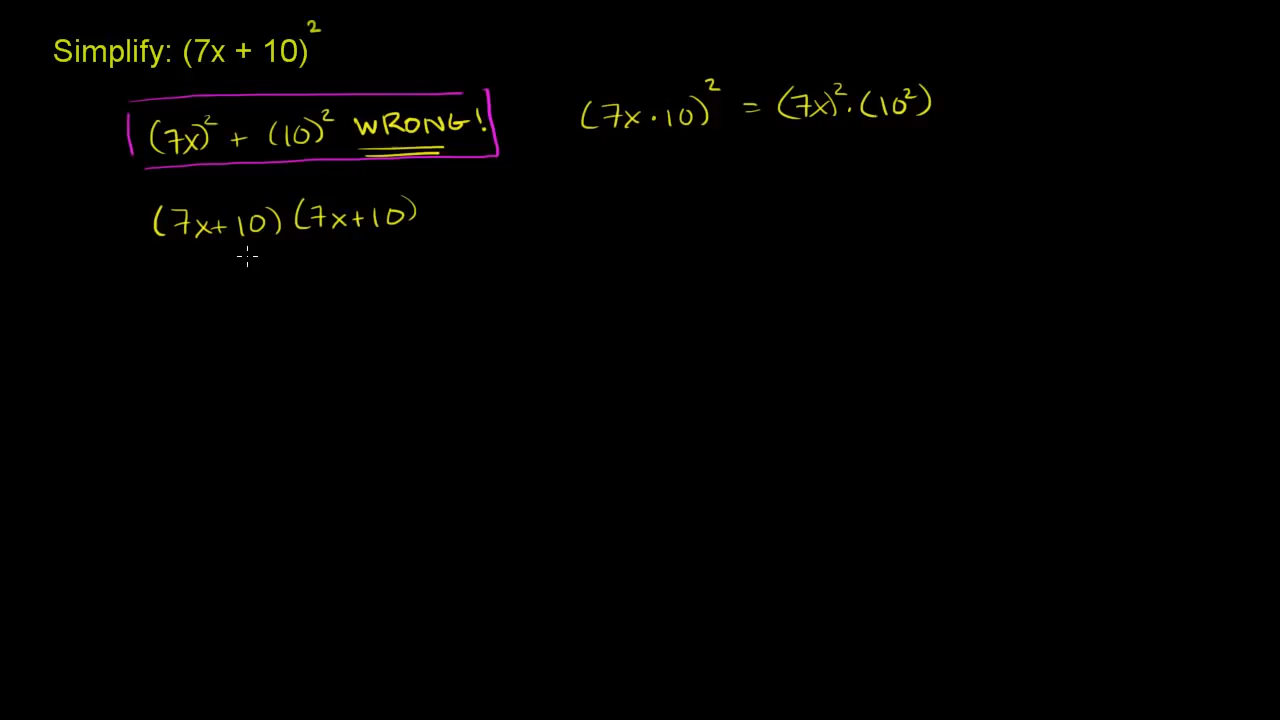 Simplify: (7x + 10)²
(7x)² + (10)² WRONG!
(7x · 10)² = (7x)² · (10²)
(7x+10)(7x+10)